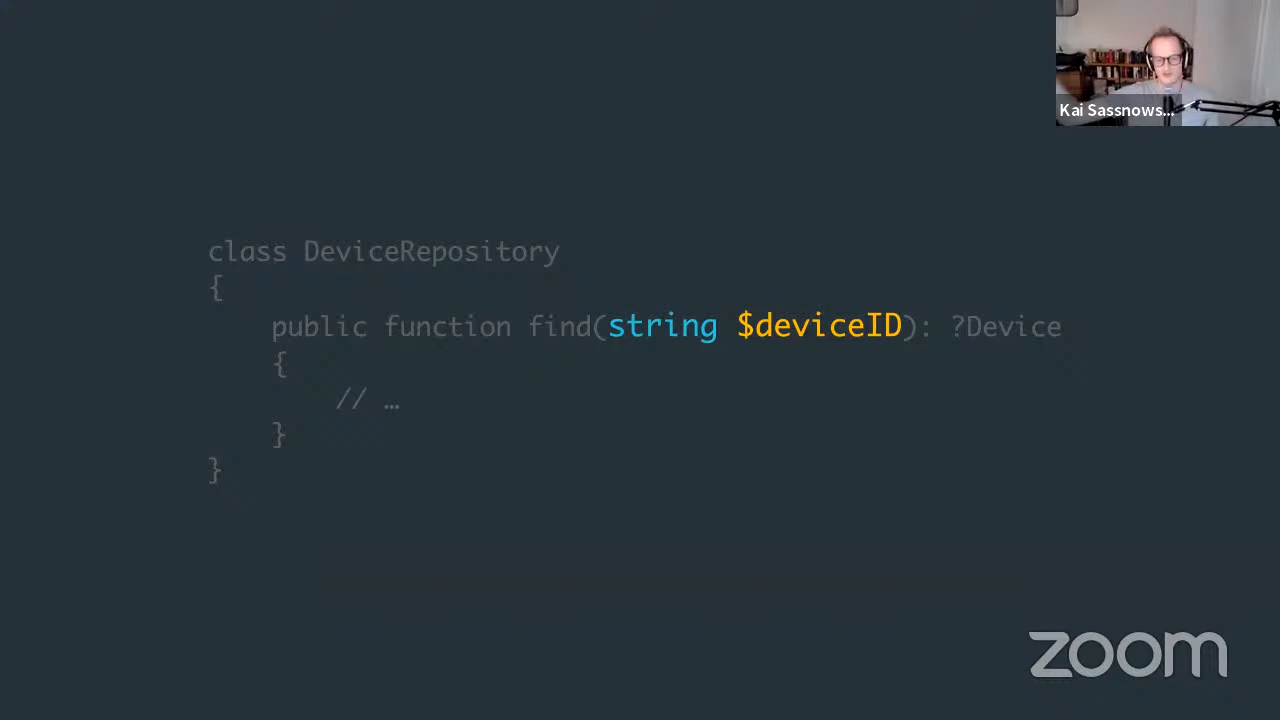 Kai Sassnows...
class DeviceRepository
{
public function find(string $deviceID): ?Device
{
// …
}
}
zoom